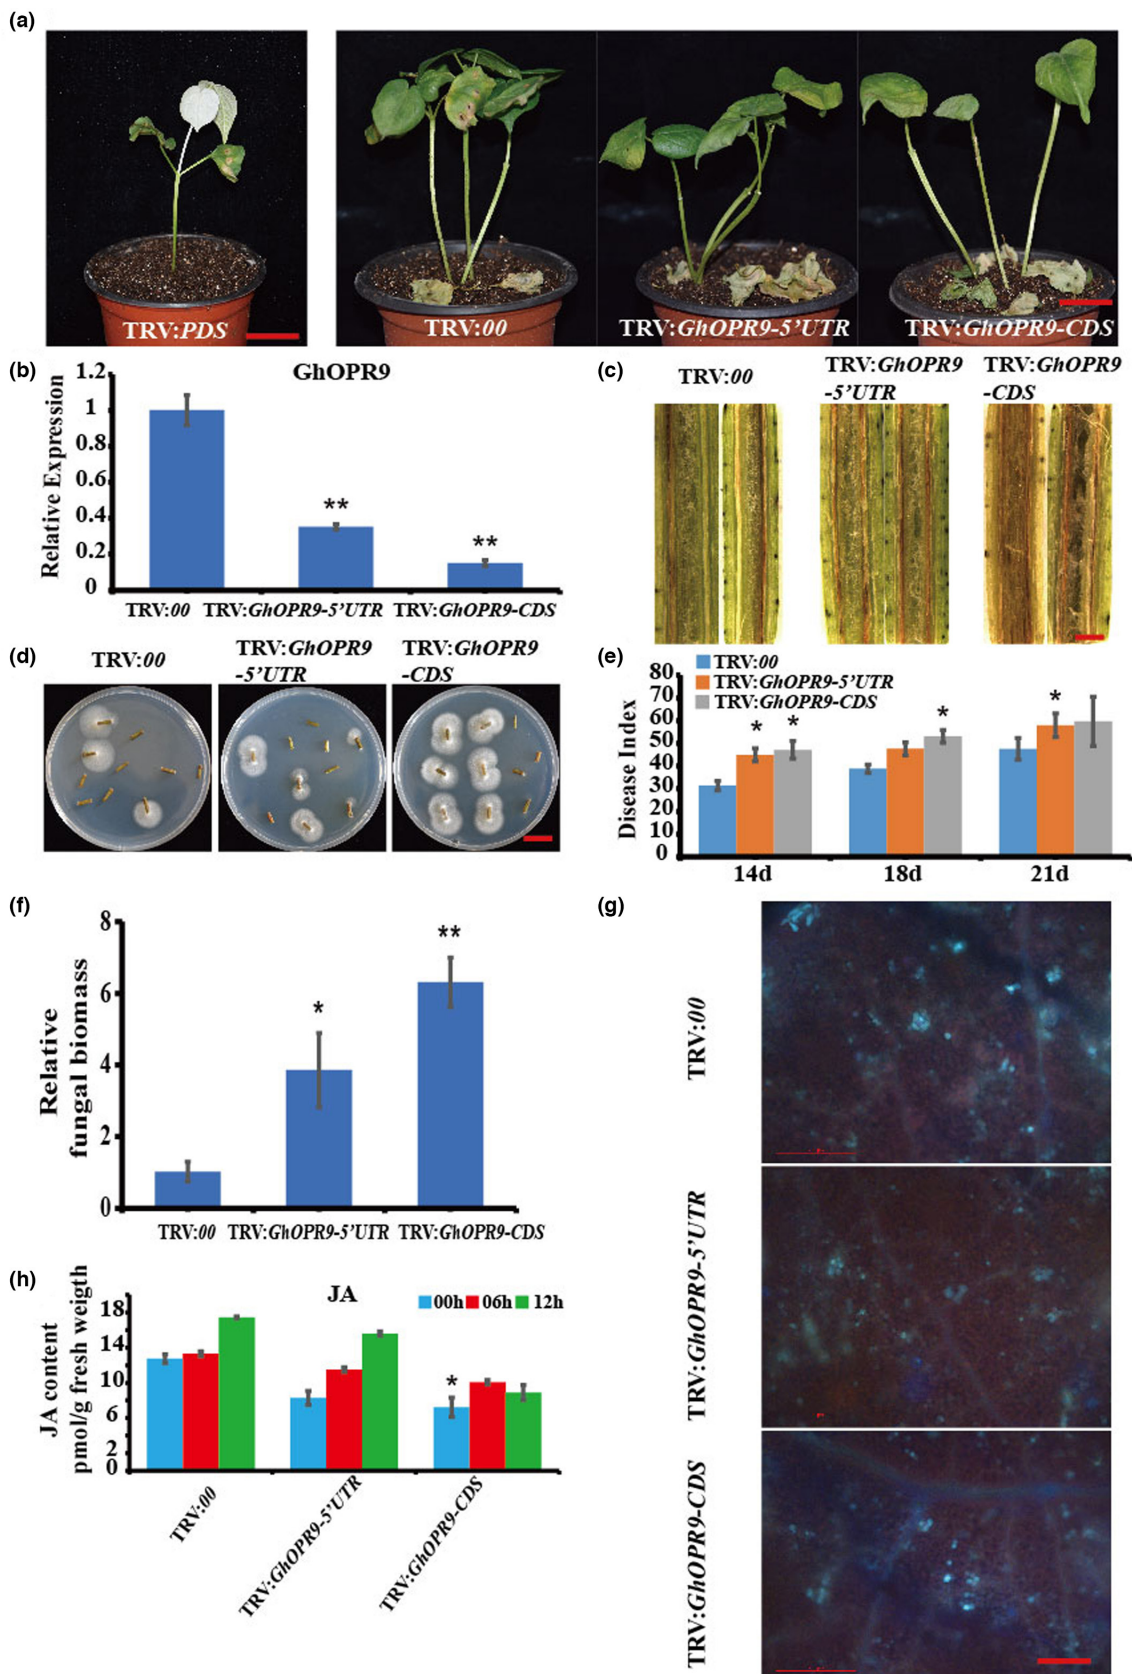 (a)
TRV:PDS
TRV:00
TRV:GhOPR9-5'UTR
TRV:GhOPR9-CDS
(b)
GhOPR9
Relative Expression
1.2
1
0.8
0.6
0.4
0.2
0
**
**
TRV:00
TRV:GhOPR9-5'UTR
TRV:GhOPR9-CDS
(c)
TRV:00
TRV:GhOPR9
-5'UTR
TRV:GhOPR9
-CDS
(d)
TRV:00
TRV:GhOPR9
-5'UTR
TRV:GhOPR9
-CDS
(e)
Disease Index
80
70
60
50
40
30
20
10
0
TRV:00
TRV:GhOPR9-5'UTR
TRV:GhOPR9-CDS
*
*
*
*
14d
18d
21d
(f)
Relative
fungal biomass
8
6
4
2
0
*
**
TRV:00
TRV:GhOPR9-5'UTR
TRV:GhOPR9-CDS
(g)
TRV:00
TRV:GhOPR9-5'UTR
TRV:GhOPR9-CDS
(h)
JA
00h
06h
12h
JA content
pmol/g fresh weigth
18
14
10
6
2
0
*
TRV:00
TRV:GhOPR9-5'UTR
TRV:GhOPR9-CDS